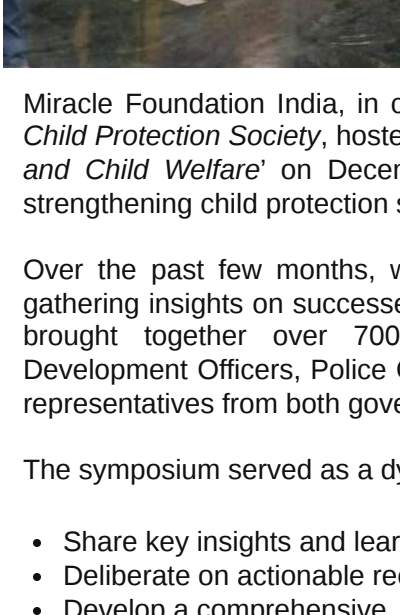 Miracle Foundation India, in
Child Protection Society, hoste
and Child Welfare' on Decem
strengthening child protection
Over the past few months,
gathering insights on successe
brought together over 700
Development Officers, Police
representatives from both gove
The symposium served as a dy
• Share key insights and lear
• Deliberate on actionable rec
• Develop a comprehensive